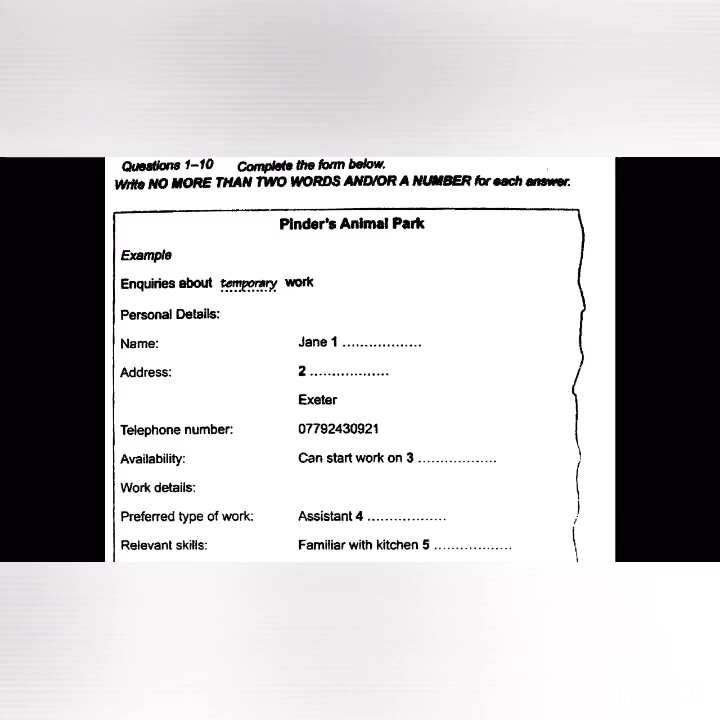 Questions 1–10 Complete the form below.
Write NO MORE THAN TWO WORDS AND/OR A NUMBER for each answer.
Pinder's Animal Park
Example
Enquiries about temporary work
Personal Details:
Name: Jane 1 ..................
Address: 2 ..................
Exeter
Telephone number: 07792430921
Availability: Can start work on 3 ..................
Work details:
Preferred type of work: Assistant 4 ..................
Relevant skills: Familiar with kitchen 5 ..................